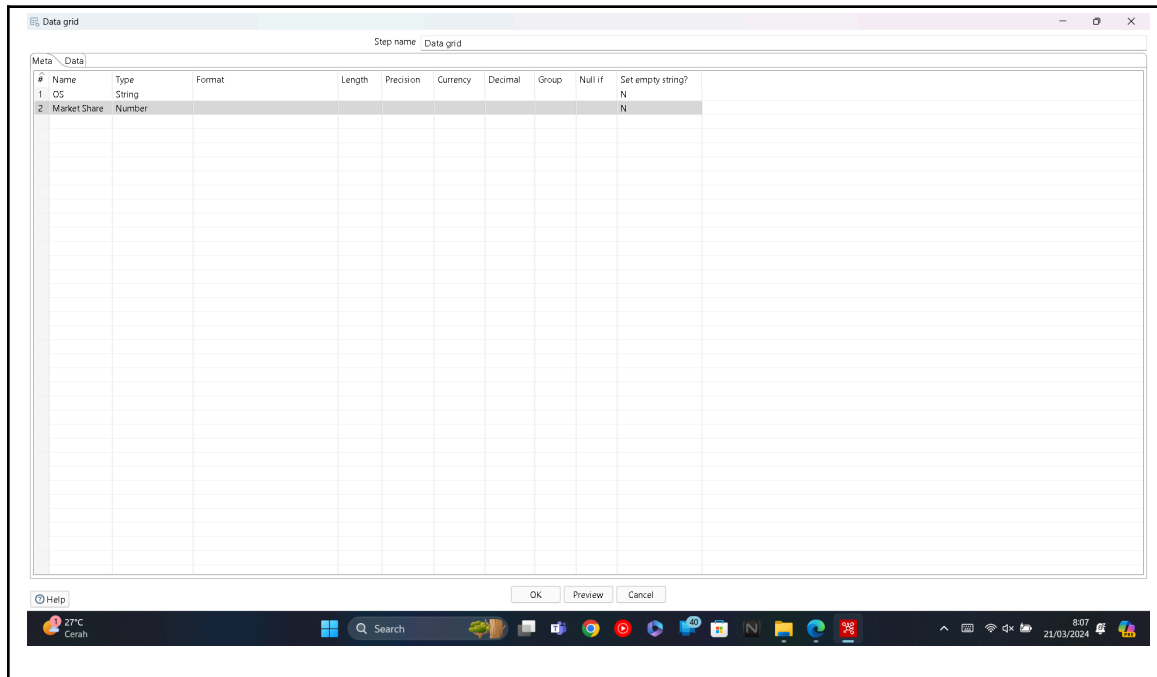 Data grid
Step name Data grid
Meta Data
# Name Type Format Length Precision Currency Decimal Group Null if Set empty string?
1 OS String N
2 Market Share Number N
OK Preview Cancel
Help
1 27°C Search 40 N 8:07
Cerah 21/03/2024